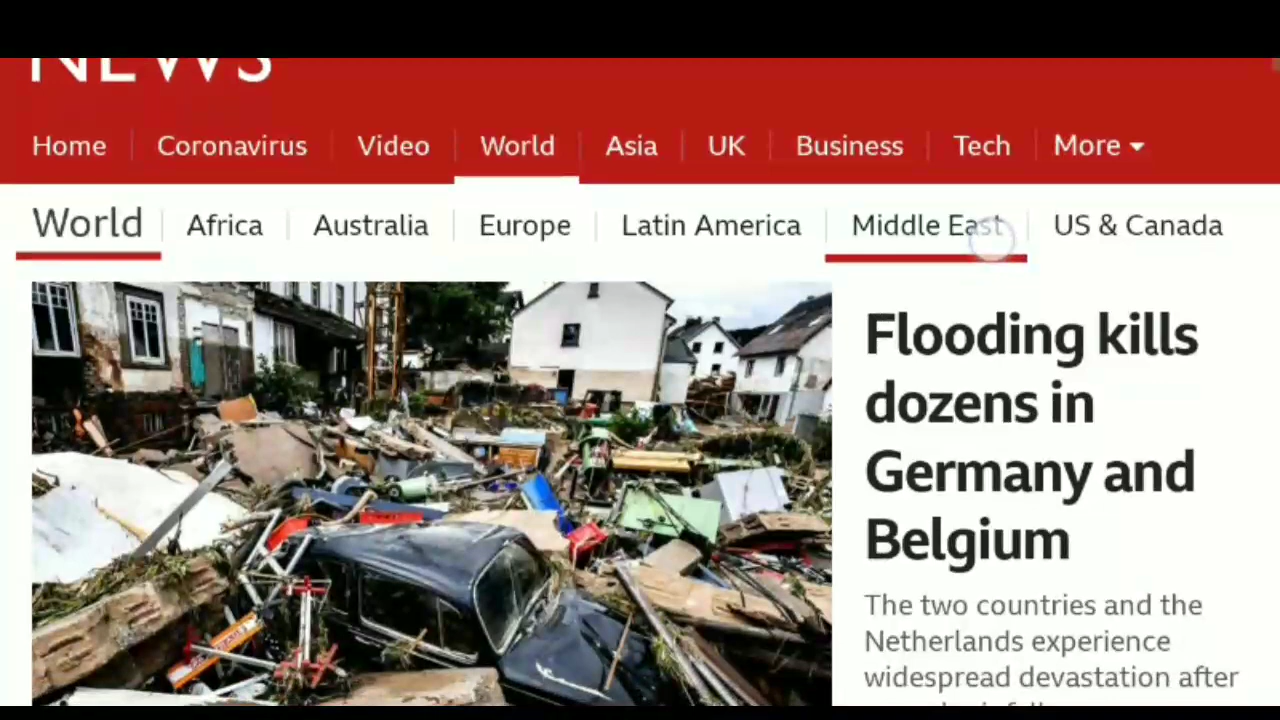 NEWS
Home Coronavirus Video World Asia UK Business Tech More
World Africa Australia Europe Latin America Middle East US & Canada
Flooding kills
dozens in
Germany and
Belgium
The two countries and the
Netherlands experience
widespread devastation after